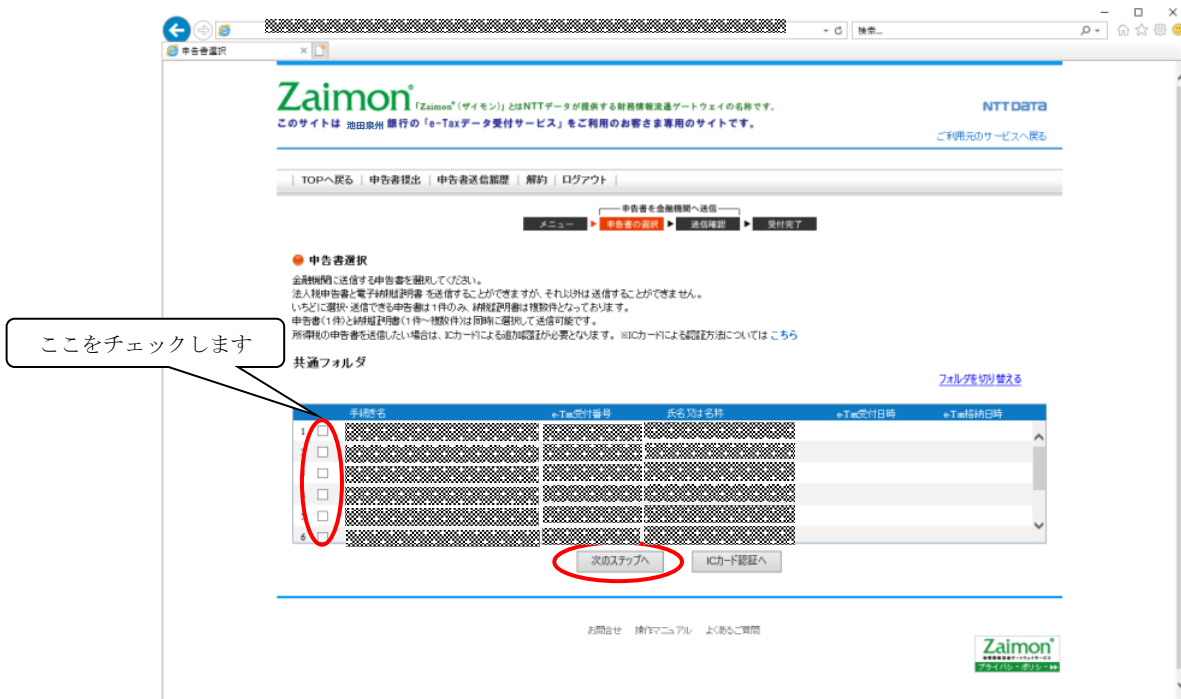 検索...
申告書選択
Zaimon®
「Zaimon®(ザイモン)」とはNTTデータが提供する財務情報流通ゲートウェイの名称です。
NTT DATA
このサイトは 池田泉州 銀行の「e-Taxデータ受付サービス」をご利用のお客さま専用のサイトです。
ご利用元のサービスへ戻る
| TOPへ戻る | 申告書提出 | 申告書送信履歴 | 解約 | ログアウト |
申告書を金融機関へ送信
メニュー ▶ 申告書の選択 ▶ 送信確認 ▶ 受付完了
申告書選択
金融機関に送信する申告書を選択してください。
法人税申告書と電子納税証明書 を送信することができますが、それ以外は送信することができません。
いちどに選択・送信できる申告書は1件のみ、納税証明書は複数件となっております。
申告書(1件)と納税証明書(1件～複数件)は同時に選択して送信可能です。
所得税の申告書を送信したい場合は、ICカードによる追加認証が必要となります。※ICカードによる認証方法については こちら
ここをチェックします
共通フォルダ
フォルダを切り替える
手続き名 e-Tax受付番号 氏名又は名称 e-Tax受付日時 e-Tax格納日時
1
5
6
次のステップへ ICカード認証へ
お問合せ 操作マニュアル よくあるご質問
Zaimon®
プライバシーポリシー